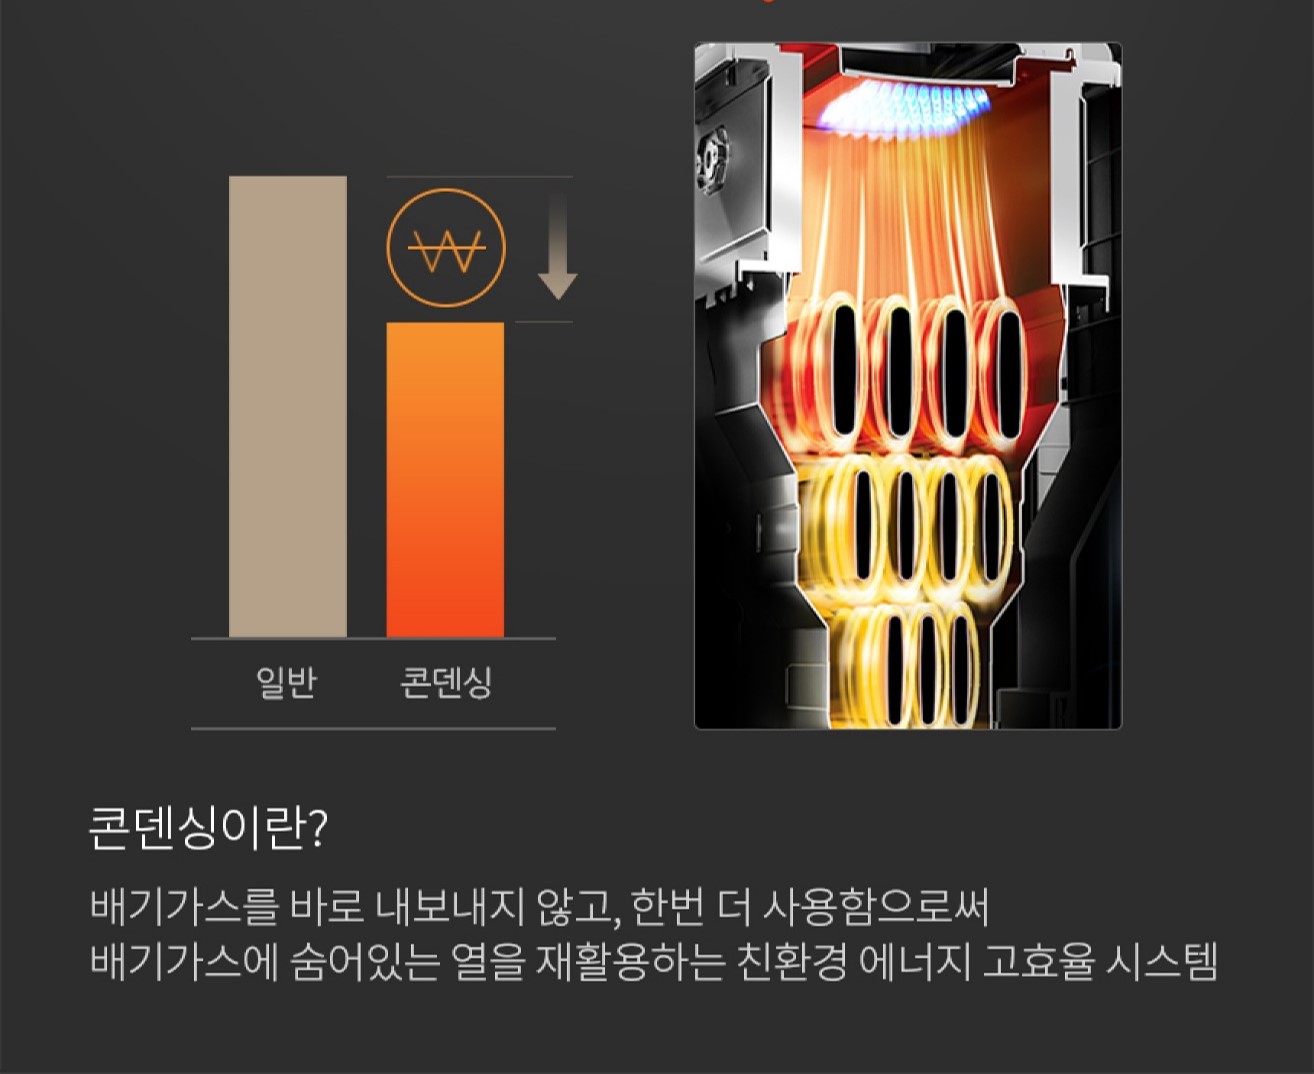 ₩
일반 콘덴싱
콘덴싱이란?
배기가스를 바로 내보내지 않고, 한번 더 사용함으로써
배기가스에 숨어있는 열을 재활용하는 친환경 에너지 고효율 시스템